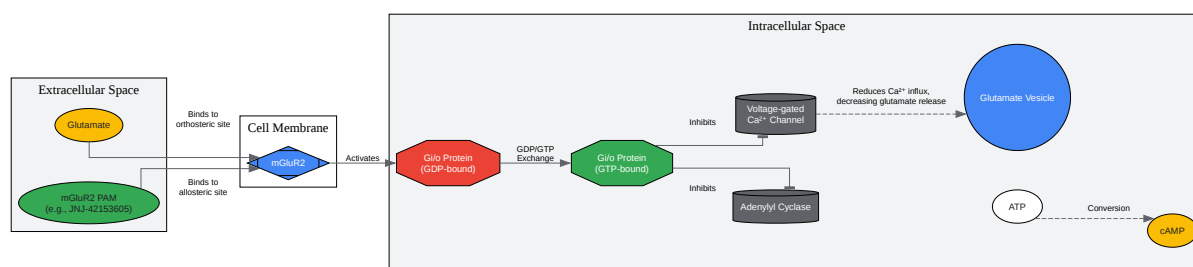 Intracellular Space
Extracellular Space
Glutamate
mGluR2 PAM
(e.g., JNJ-42153605)
Binds to
orthosteric site
Binds to
allosteric site
Cell Membrane
mGluR2
Activates
Gi/o Protein
(GDP-bound)
GDP/GTP
Exchange
Gi/o Protein
(GTP-bound)
Inhibits
Inhibits
Voltage-gated
Ca²⁺ Channel
Adenylyl Cyclase
Reduces Ca²⁺ influx,
decreasing glutamate release
Glutamate Vesicle
ATP
Conversion
cAMP